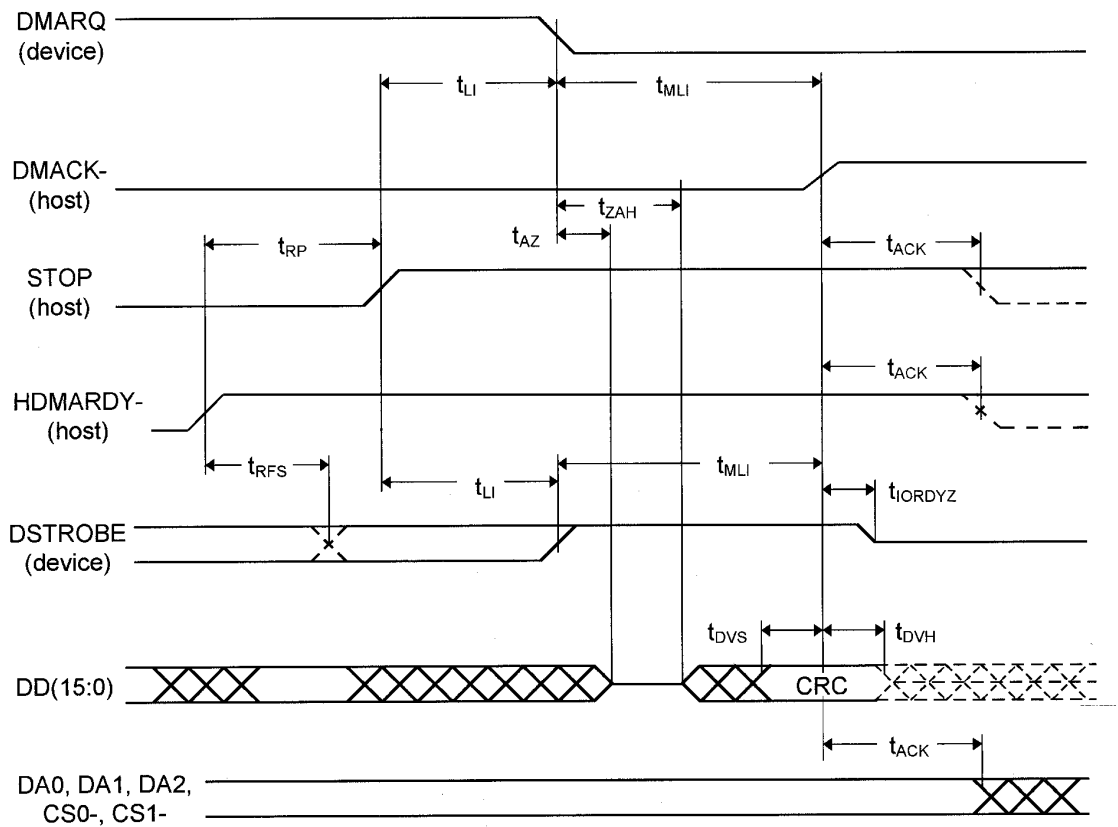 DMARQ
(device)
tLI
tMLI
DMACK-
(host)
tZAH
tAZ
tRP
tACK
STOP
(host)
tACK
HDMARDY-
(host)
tRFS
tLI
tMLI
tIORDYZ
DSTROBE
(device)
tDVS
tDVH
DD(15:0)
CRC
tACK
DA0, DA1, DA2,
CS0-, CS1-